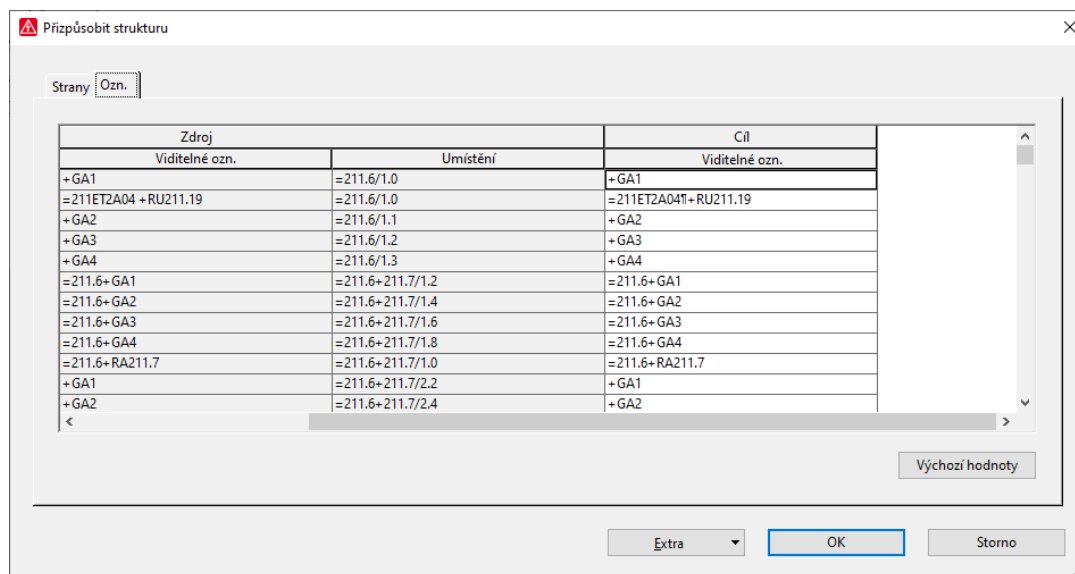 Přizpůsobit strukturu
Strany Ozn.
Zdroj Cíl
Viditelné ozn. Umístění Viditelné ozn.
+GA1 =211.6/1.0 +GA1
=211ET2A04 +RU211.19 =211.6/1.0 =211ET2A04¶+RU211.19
+GA2 =211.6/1.1 +GA2
+GA3 =211.6/1.2 +GA3
+GA4 =211.6/1.3 +GA4
=211.6+GA1 =211.6+211.7/1.2 =211.6+GA1
=211.6+GA2 =211.6+211.7/1.4 =211.6+GA2
=211.6+GA3 =211.6+211.7/1.6 =211.6+GA3
=211.6+GA4 =211.6+211.7/1.8 =211.6+GA4
=211.6+RA211.7 =211.6+211.7/1.0 =211.6+RA211.7
+GA1 =211.6+211.7/2.2 +GA1
+GA2 =211.6+211.7/2.4 +GA2
Výchozí hodnoty
Extra OK Storno